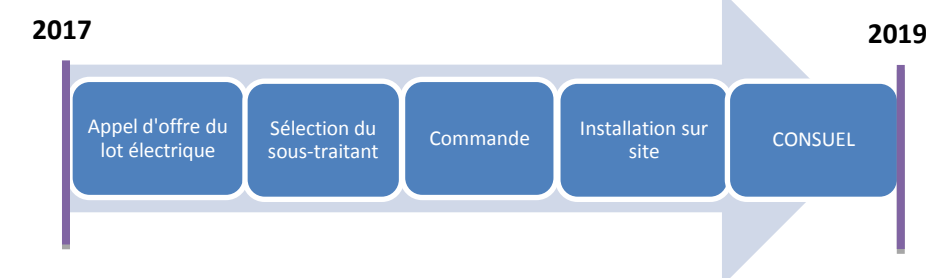 2017
2019
Appel d'offre du
lot électrique
Sélection du
sous-traitant
Commande
Installation sur
site
CONSUEL